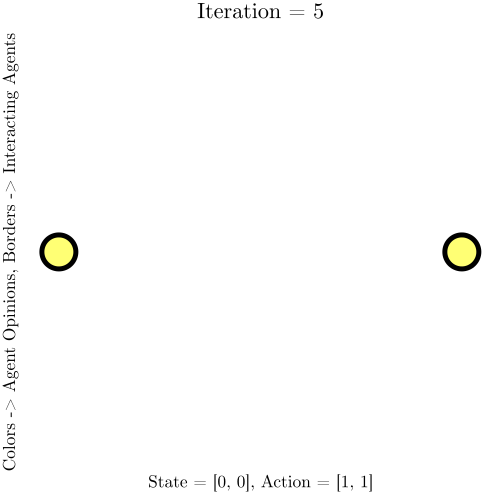 Iteration = 5
Colors -> Agent Opinions, Borders -> Interacting Agents
State = [0, 0], Action = [1, 1]